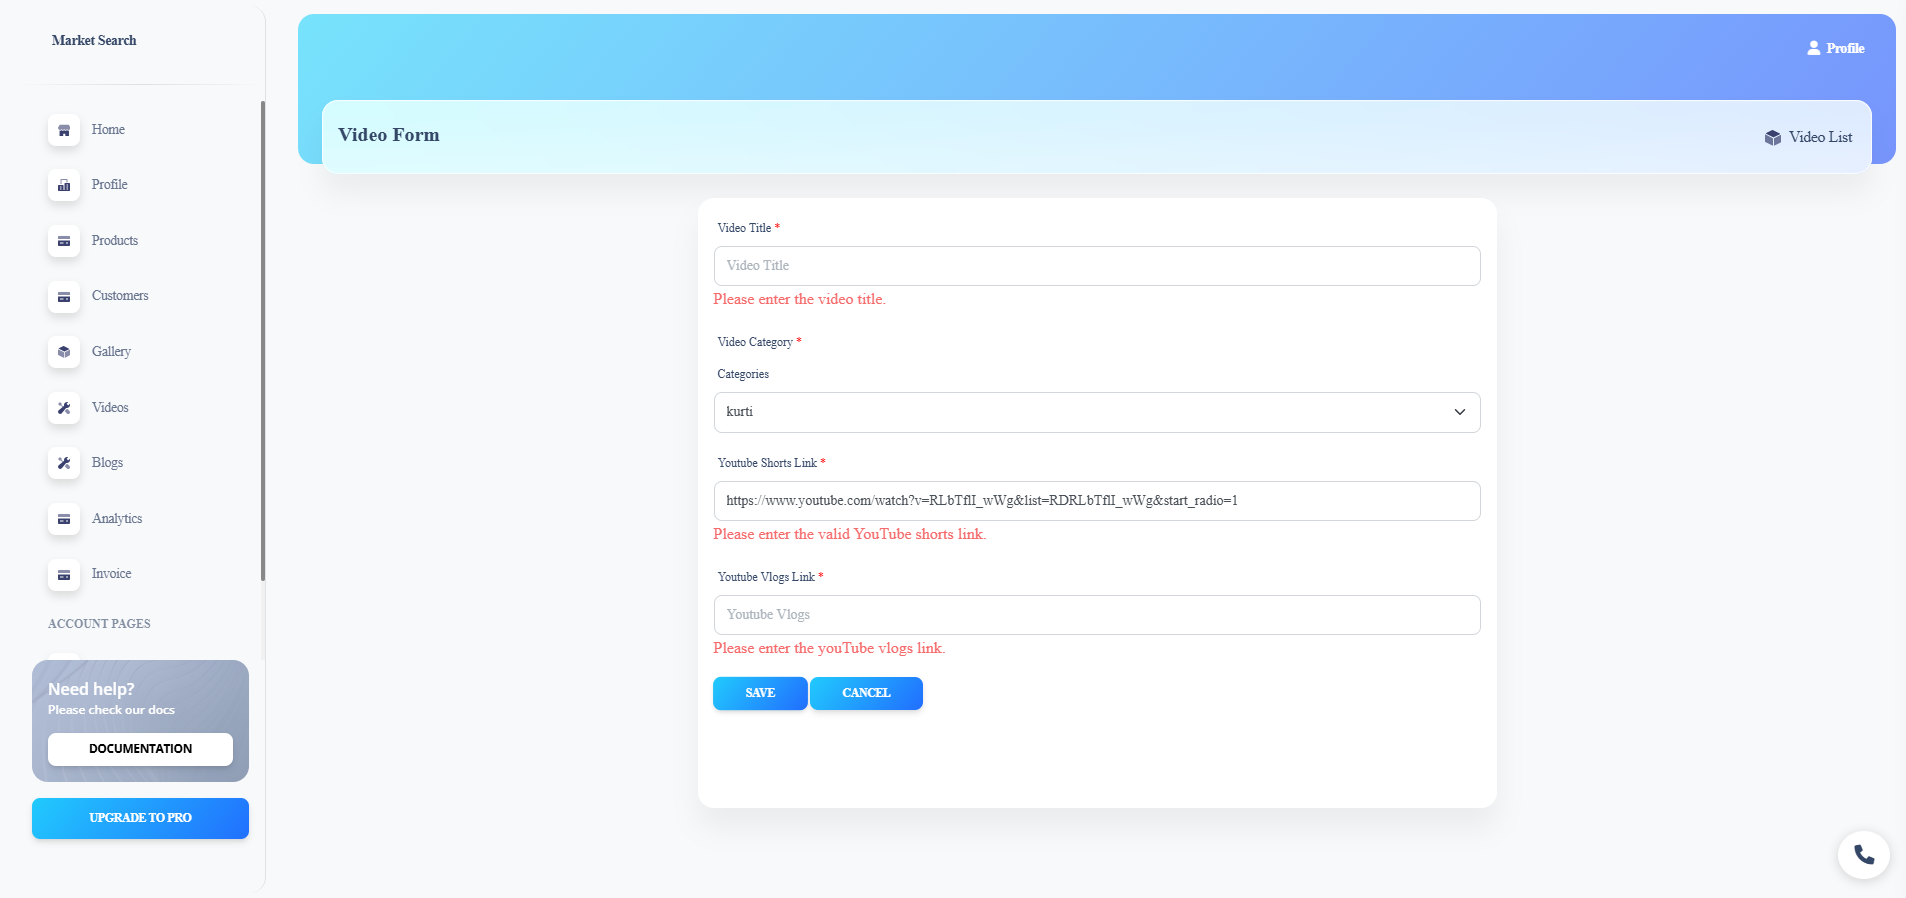 Market Search
Home
Profile
Products
Customers
Gallery
Videos
Blogs
Analytics
Invoice
ACCOUNT PAGES
Need help?
Please check our docs
DOCUMENTATION
UPGRADE TO PRO
Profile
Video Form
Video List
Video Title *
Video Title
Please enter the video title.
Video Category *
Categories
kurti
Youtube Shorts Link *
https://www.youtube.com/watch?v=RLbTflI_wWg&list=RDRLbTflI_wWg&start_radio=1
Please enter the valid YouTube shorts link.
Youtube Vlogs Link *
Youtube Vlogs
Please enter the youTube vlogs link.
SAVE
CANCEL